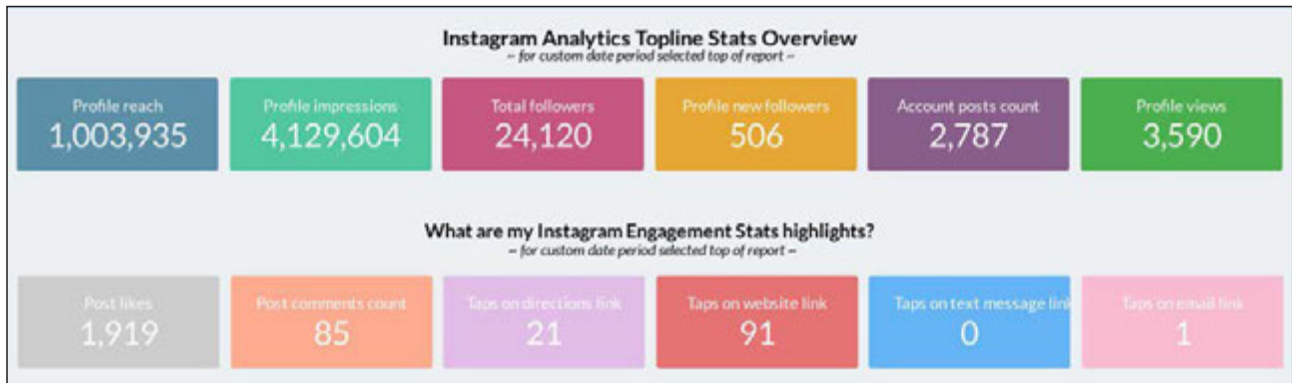 Instagram Analytics Topline Stats Overview
~ for custom date period selected top of report ~
Profile reach
1,003,935
Profile impressions
4,129,604
Total followers
24,120
Profile new followers
506
Account posts count
2,787
Profile views
3,590
What are my Instagram Engagement Stats highlights?
~ for custom date period selected top of report ~
Post likes
1,919
Post comments count
85
Taps on directions link
21
Taps on website link
91
Taps on text message link
0
Taps on email link
1